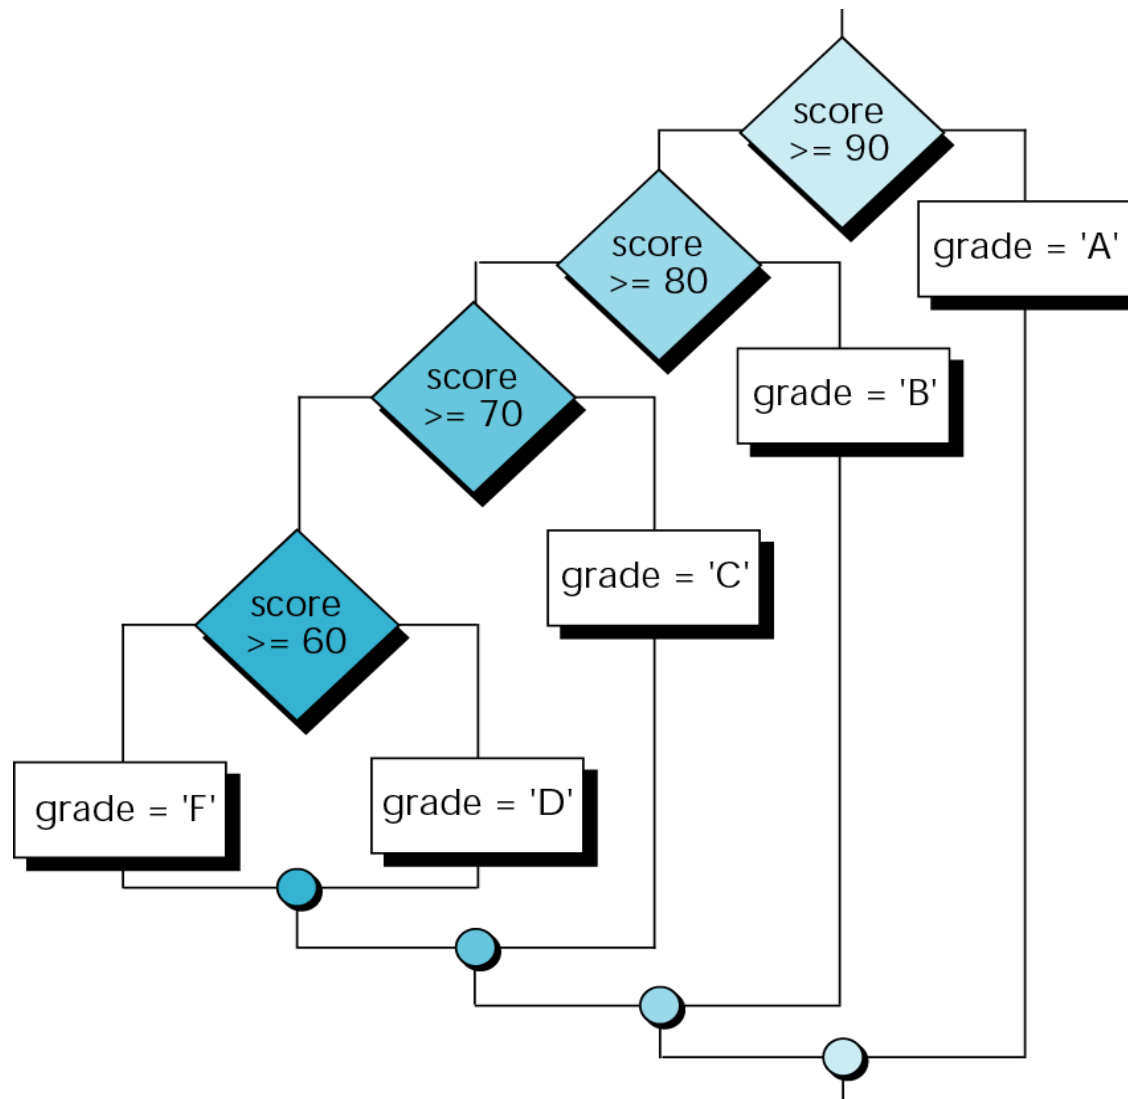 score
>= 90
grade = 'A'
score
>= 80
grade = 'B'
score
>= 70
grade = 'C'
score
>= 60
grade = 'F'
grade = 'D'